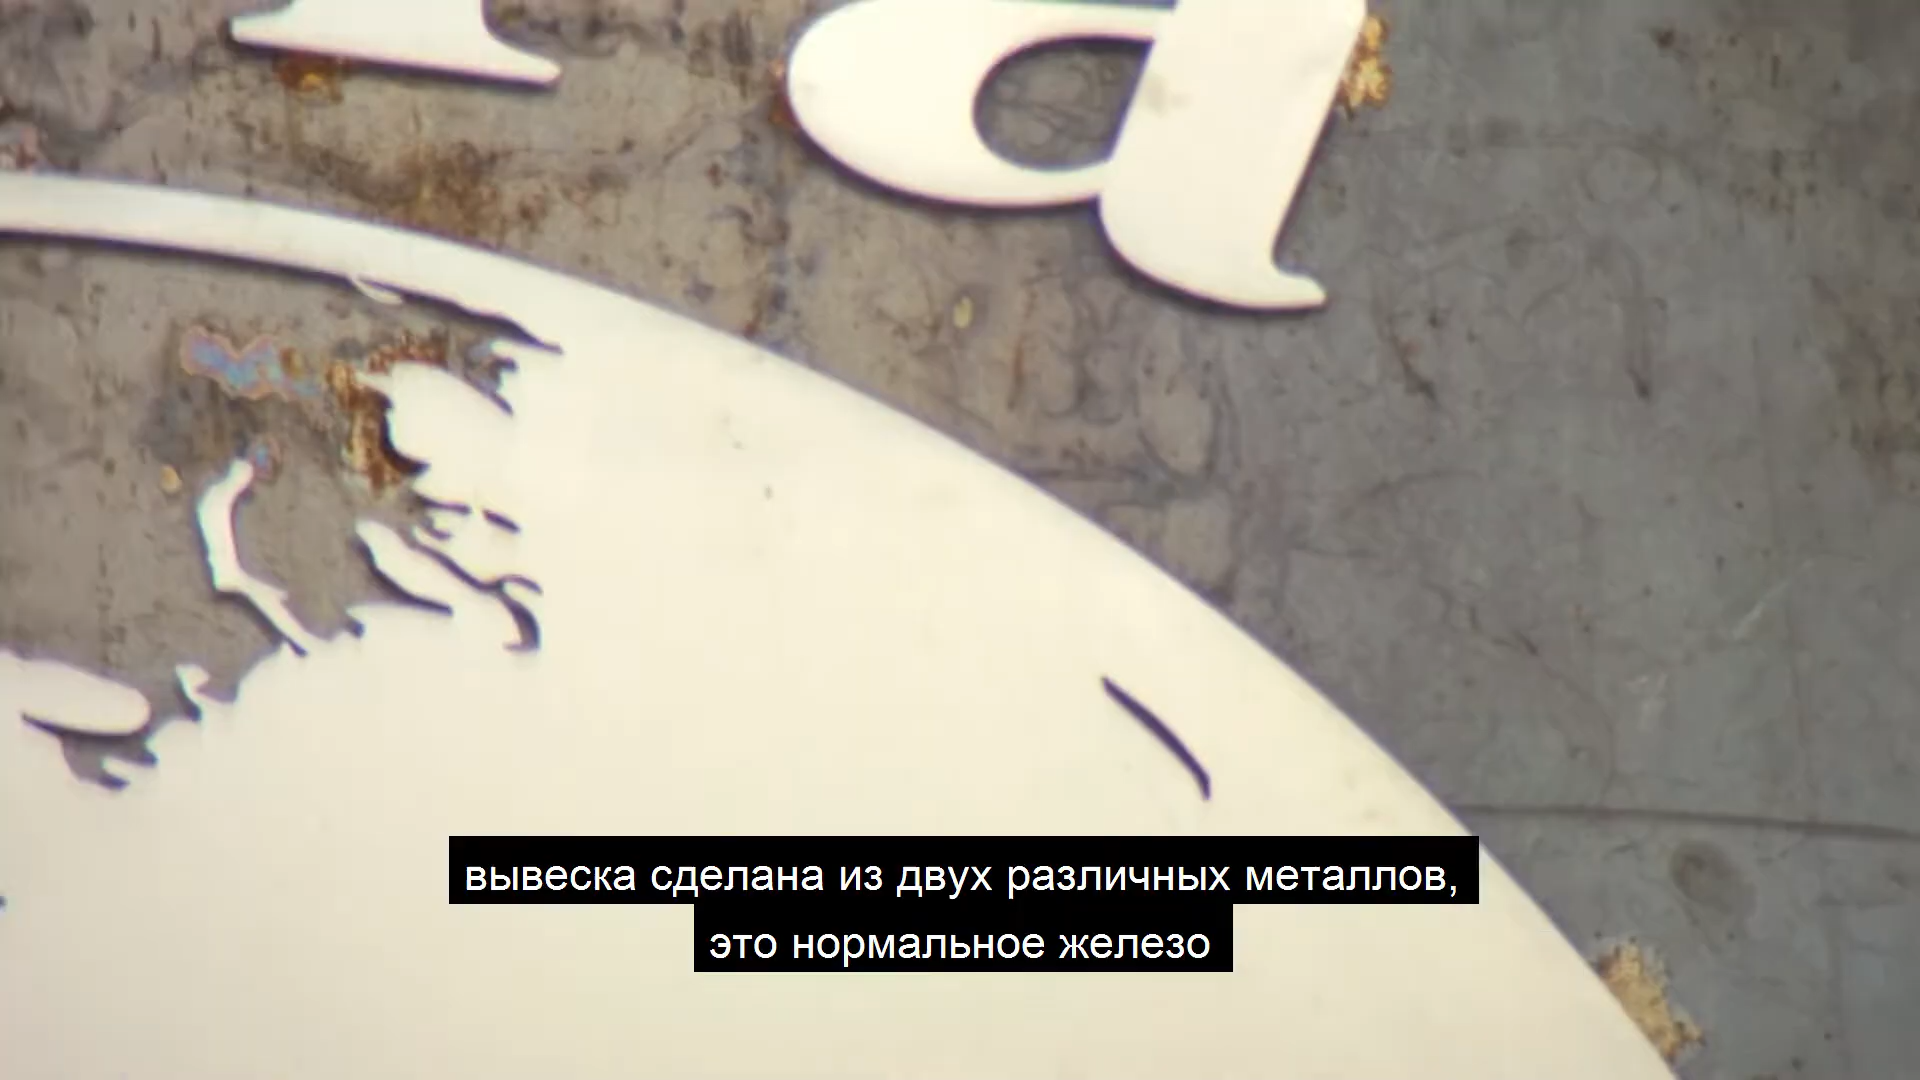 a
вывеска сделана из двух различных металлов,
это нормальное железо